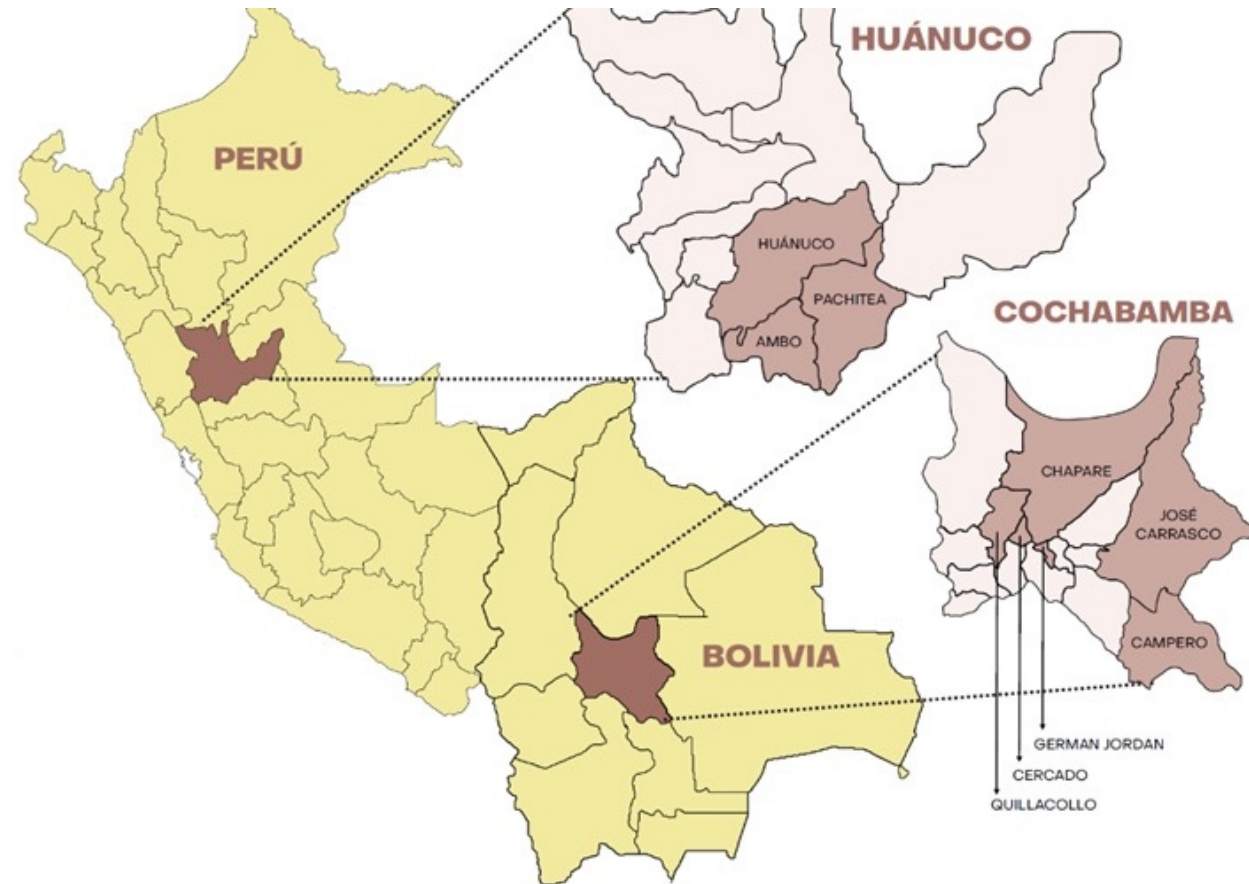 HUÁNUCO
PERÚ
HUÁNUCO
PACHITEA
AMBO
COCHABAMBA
CHAPARE
JOSÉ
CARRASCO
CAMPERO
BOLIVIA
GERMAN JORDAN
CERCADO
QUILLACOLLO